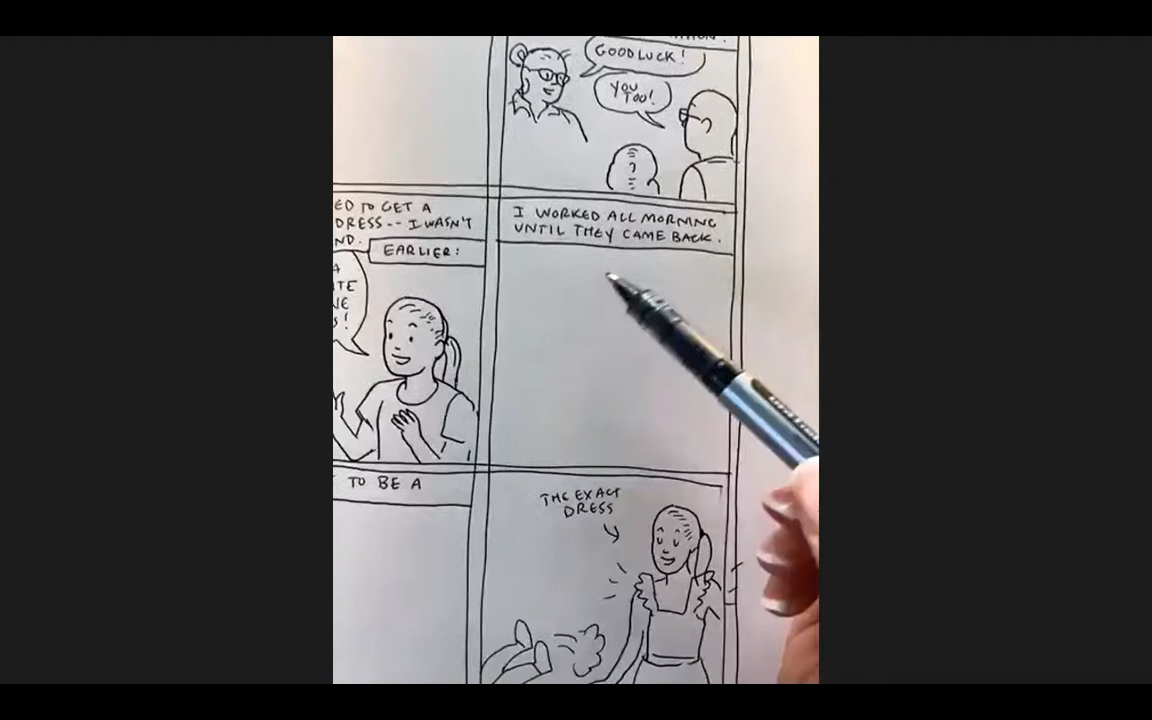 GOOD LUCK!
YOU
TOO!
TO GET A
DRESS-- I WASN'T
EARLIER:
I WORKED ALL MORNING
UNTIL THEY CAME BACK.
TO BE A
THE EXACT
DRESS